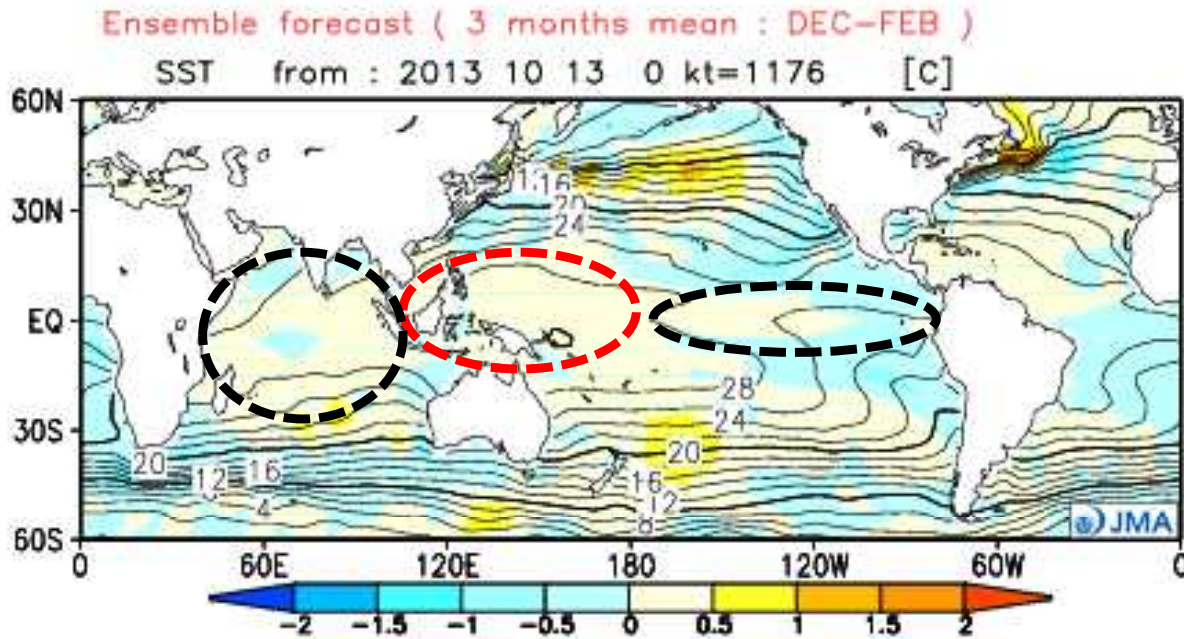 Ensemble forecast ( 3 months mean : DEC-FEB )
SST from : 2013 10 13 0 kt=1176 [C]
60N
30N
EQ
30S
60S
16
20
24
28
24
20
16
12
8
20
16
12
4
JMA
0 60E 120E 180 120W 60W 0
-2 -1.5 -1 -0.5 0 0.5 1 1.5 2